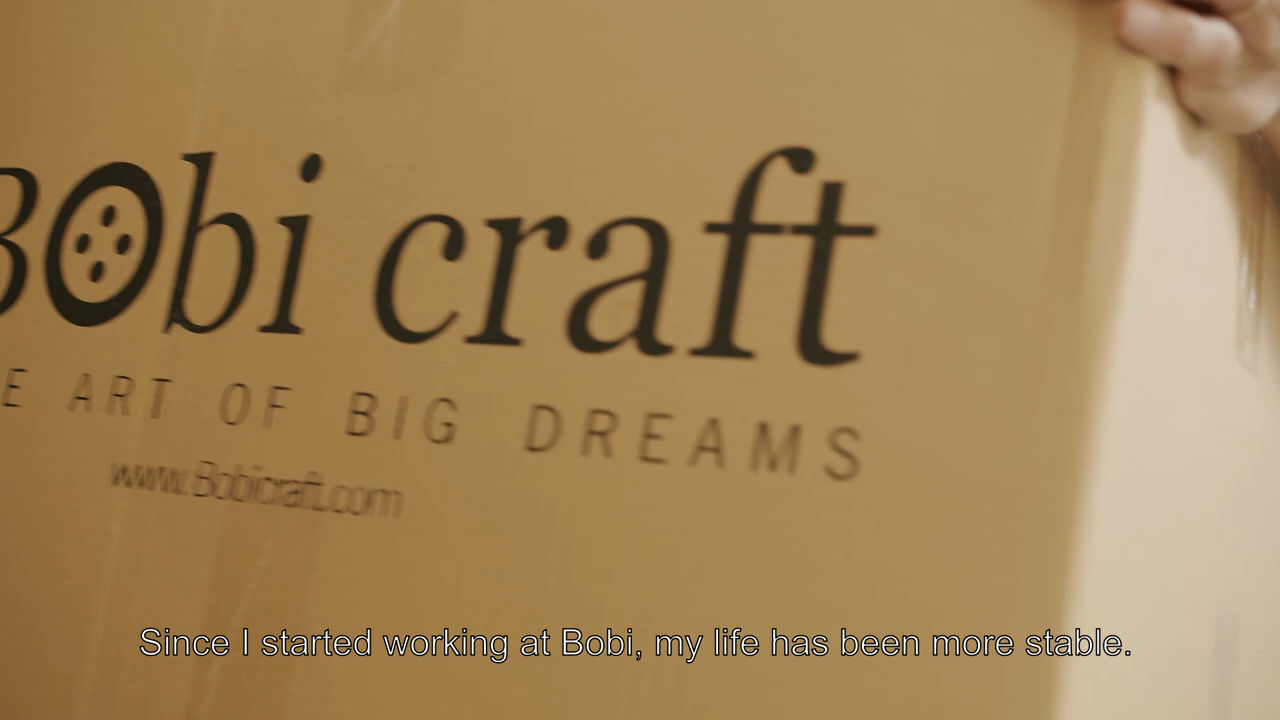 BObi craft
E ART OF BIG DREAMS
www.Bobicraft.com
Since I started working at Bobi, my life has been more stable.